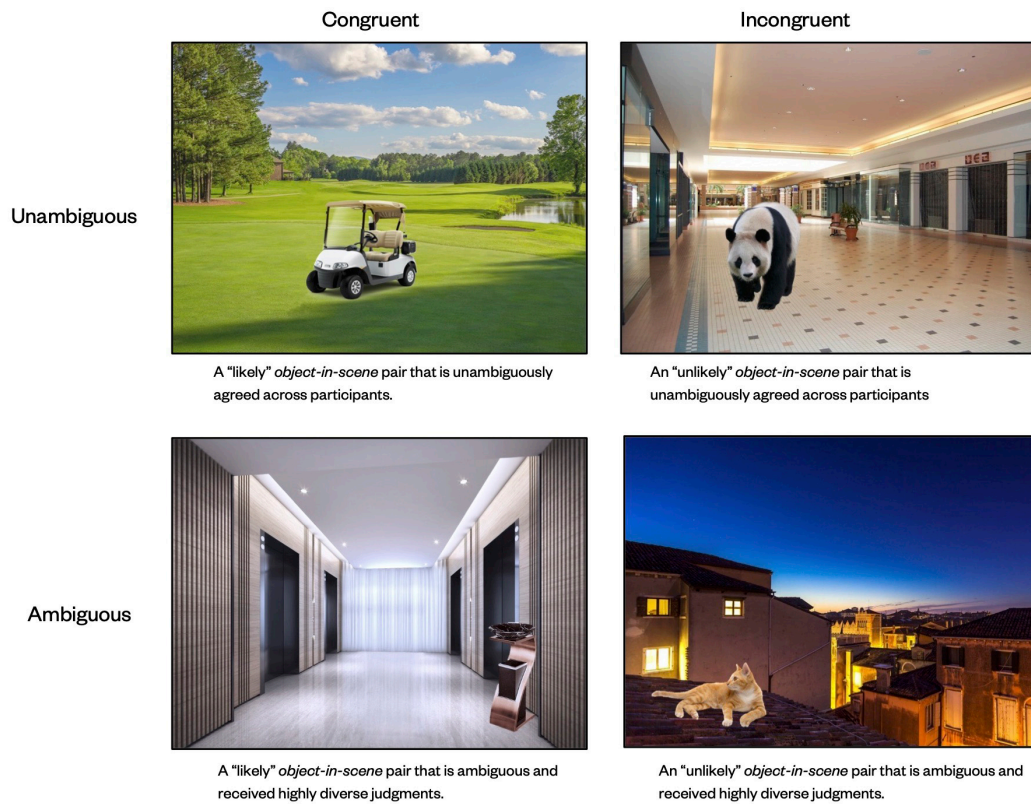 Congruent
Incongruent
Unambiguous
A “likely” object-in-scene pair that is unambiguously
agreed across participants.
An “unlikely” object-in-scene pair that is
unambiguously agreed across participants
Ambiguous
A “likely” object-in-scene pair that is ambiguous and
received highly diverse judgments.
An “unlikely” object-in-scene pair that is ambiguous and
received highly diverse judgments.